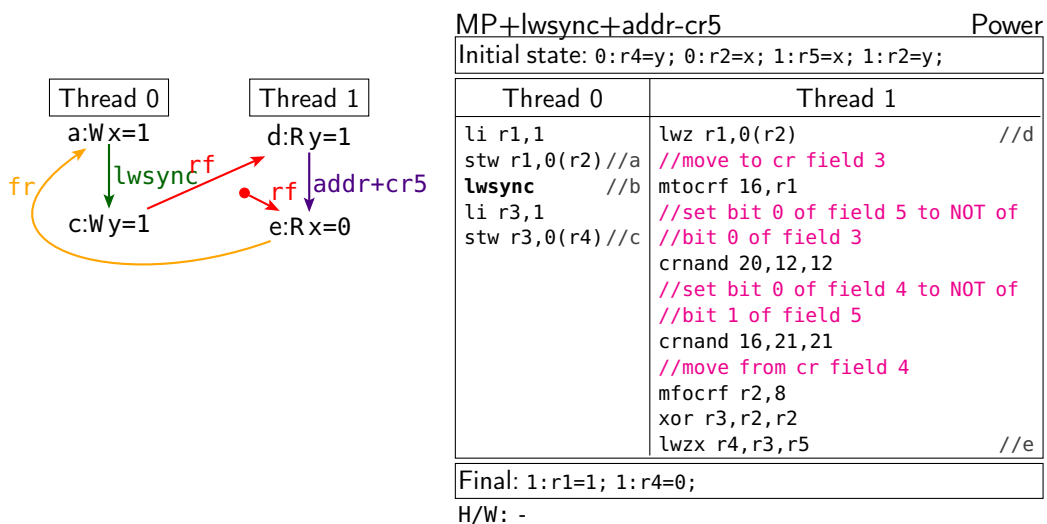 MP+lwsync+addr-cr5 Power
Initial state: 0:r4=y; 0:r2=x; 1:r5=x; 1:r2=y;
Thread 0 Thread 1
a:Wx=1
lwsync
c:Wy=1
d:Ry=1
addr+cr5
e:Rx=0
rf
rf
fr
Thread 0
li r1,1
stw r1,0(r2)//a
lwsync //b
li r3,1
stw r3,0(r4)//c
Thread 1
lwz r1,0(r2) //d
//move to cr field 3
mtocrf 16,r1
//set bit 0 of field 5 to NOT of
//bit 0 of field 3
crnand 20,12,12
//set bit 0 of field 4 to NOT of
//bit 1 of field 5
crnand 16,21,21
//move from cr field 4
mfocrf r2,8
xor r3,r2,r2
lwzx r4,r3,r5 //e
Final: 1:r1=1; 1:r4=0;
H/W: -